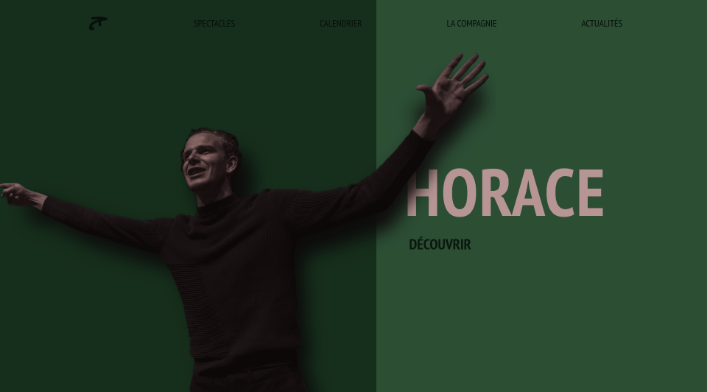 SPECTACLES
CALENDRIER
LA COMPAGNIE
ACTUALITÉS
HORACE
DÉCOUVRIR